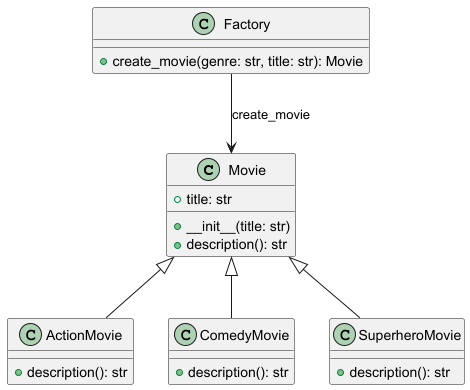 C Factory
create_movie(genre: str, title: str): Movie
create_movie
C Movie
title: str
__init__(title: str)
description(): str
C ActionMovie
C ComedyMovie
C SuperheroMovie
description(): str
description(): str
description(): str